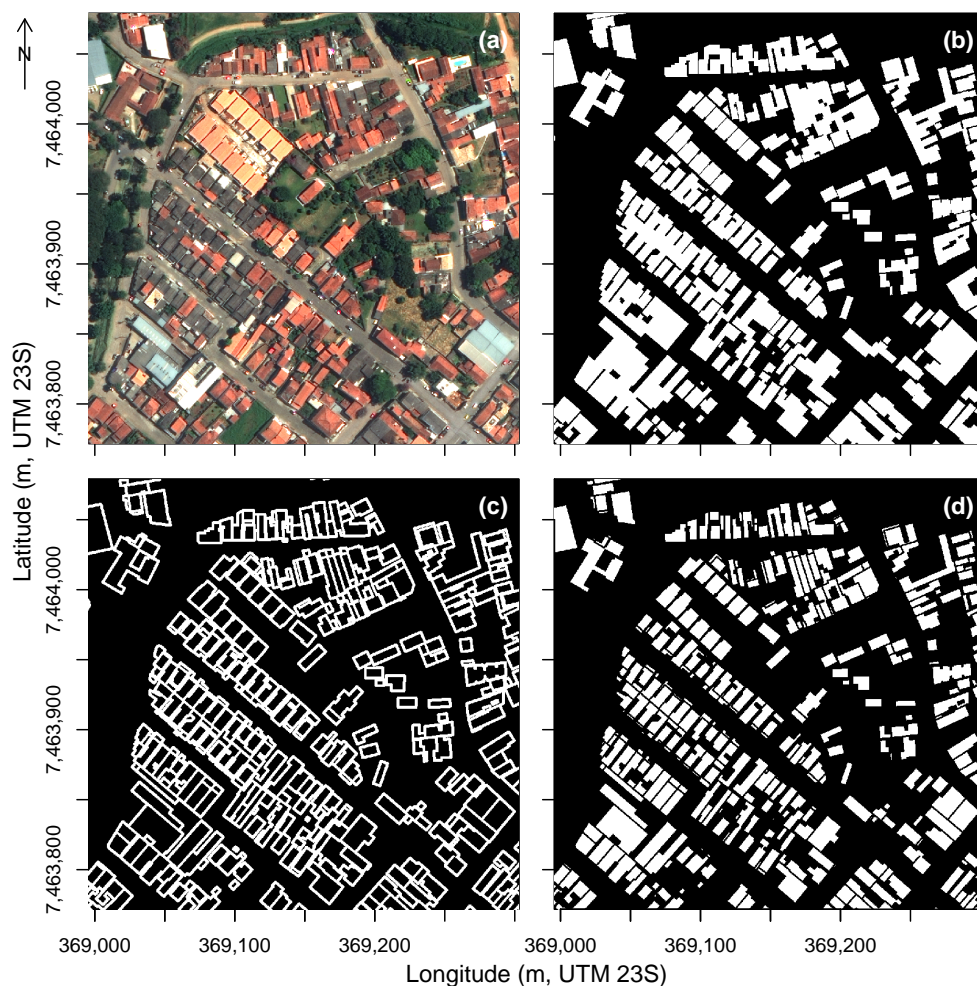 N
(a)
(b)
7,464,000
7,463,900
7,463,800
(c)
(d)
7,464,000
7,463,900
7,463,800
Latitude (m, UTM 23S)
369,000
369,100
369,200
369,000
369,100
369,200
Longitude (m, UTM 23S)